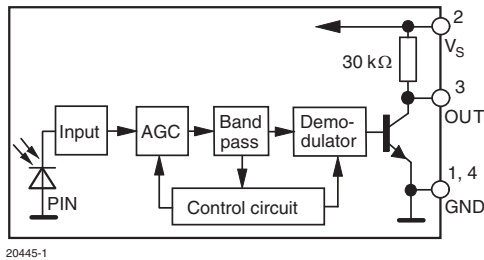 2
V_S
30 kΩ
3
OUT
Input
AGC
Band
pass
Demo-
dulator
1, 4
GND
PIN
Control circuit
20445-1